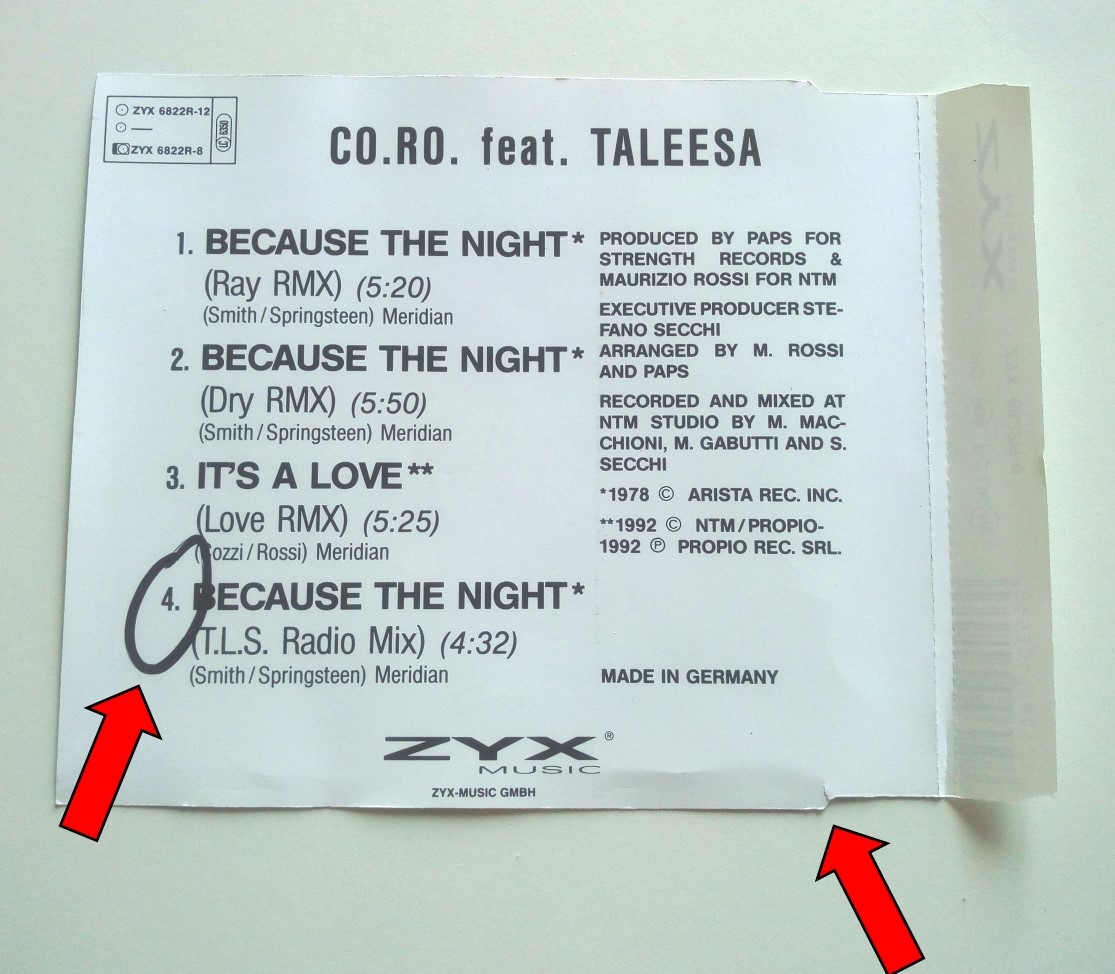 ZYX 6822R-12
ZYX 6822R-8
LC 6350
CO.RO. feat. TALEESA
1. BECAUSE THE NIGHT*
(Ray RMX) (5:20)
(Smith/Springsteen) Meridian
2. BECAUSE THE NIGHT*
(Dry RMX) (5:50)
(Smith/Springsteen) Meridian
3. IT'S A LOVE**
(Love RMX) (5:25)
(Gozzi/Rossi) Meridian
4. BECAUSE THE NIGHT*
(T.L.S. Radio Mix) (4:32)
(Smith/Springsteen) Meridian
PRODUCED BY PAPS FOR
STRENGTH RECORDS &
MAURIZIO ROSSI FOR NTM
EXECUTIVE PRODUCER STE-
FANO SECCHI
ARRANGED BY M. ROSSI
AND PAPS
RECORDED AND MIXED AT
NTM STUDIO BY M. MAC-
CHIONI, M. GABUTTI AND S.
SECCHI
*1978 © ARISTA REC. INC.
**1992 © NTM/PROPIO-
1992 ℗ PROPIO REC. SRL.
MADE IN GERMANY
ZYX®
MUSIC
ZYX-MUSIC GMBH
ZYX